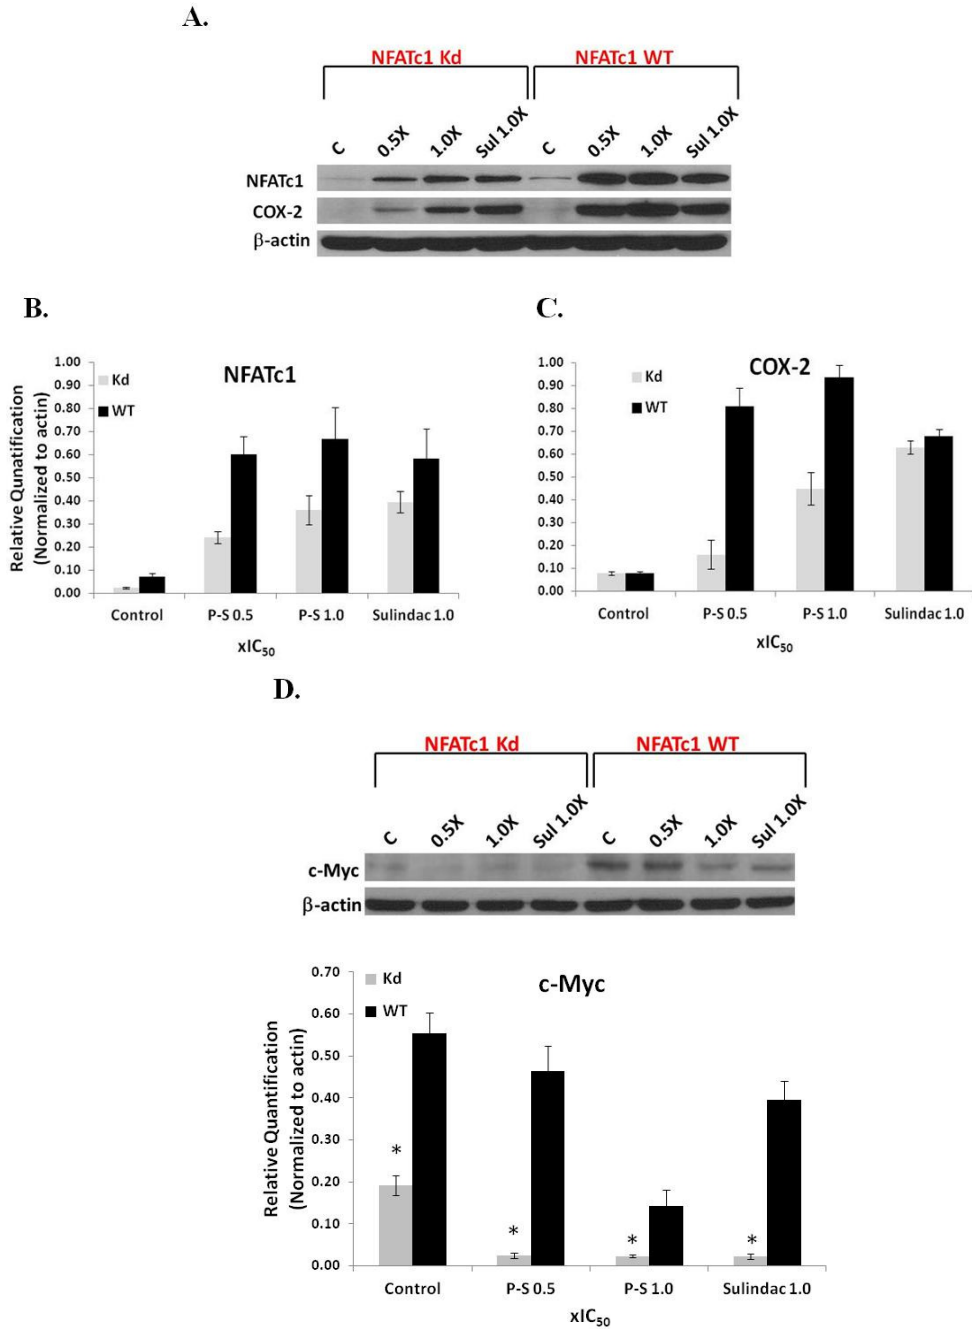 A.
NFATc1 Kd NFATc1 WT
C 0.5X 1.0X Sul 1.0X C 0.5X 1.0X Sul 1.0X
NFATc1
COX-2
β-actin
B.
Relative Qunatification
(Normalized to actin)
1.00
0.90
0.80
0.70
0.60
0.50
0.40
0.30
0.20
0.10
0.00
Kd
WT
NFATc1
Control P-S 0.5 P-S 1.0 Sulindac 1.0
xIC50
C.
1.00
0.90
0.80
0.70
0.60
0.50
0.40
0.30
0.20
0.10
0.00
Kd
WT
COX-2
Control P-S 0.5 P-S 1.0 Sulindac 1.0
xIC50
D.
NFATc1 Kd NFATc1 WT
C 0.5X 1.0X Sul 1.0X C 0.5X 1.0X Sul 1.0X
c-Myc
β-actin
Relative Quantification
(Normalized to actin)
0.70
0.60
0.50
0.40
0.30
0.20
0.10
0.00
Kd
WT
c-Myc
* * * *
Control P-S 0.5 P-S 1.0 Sulindac 1.0
xIC50